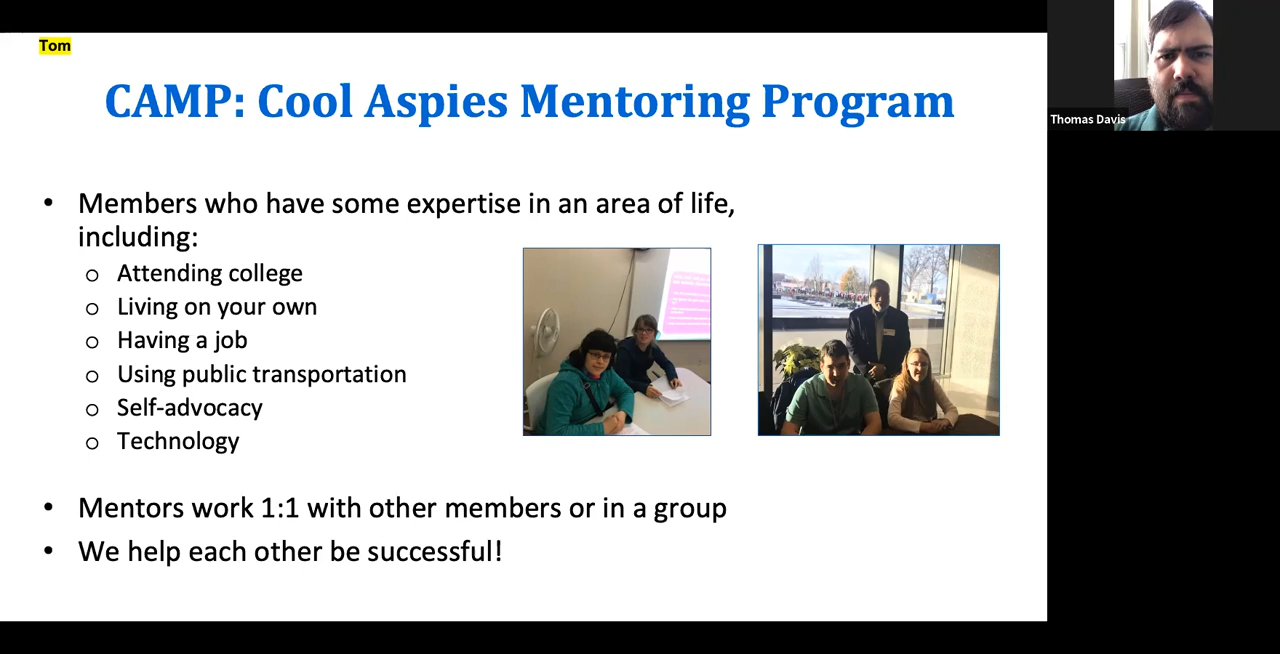 Tom
CAMP: Cool Aspies Mentoring Program
Thomas Davis
• Members who have some expertise in an area of life,
including:
o Attending college
o Living on your own
o Having a job
o Using public transportation
o Self-advocacy
o Technology
• Mentors work 1:1 with other members or in a group
• We help each other be successful!